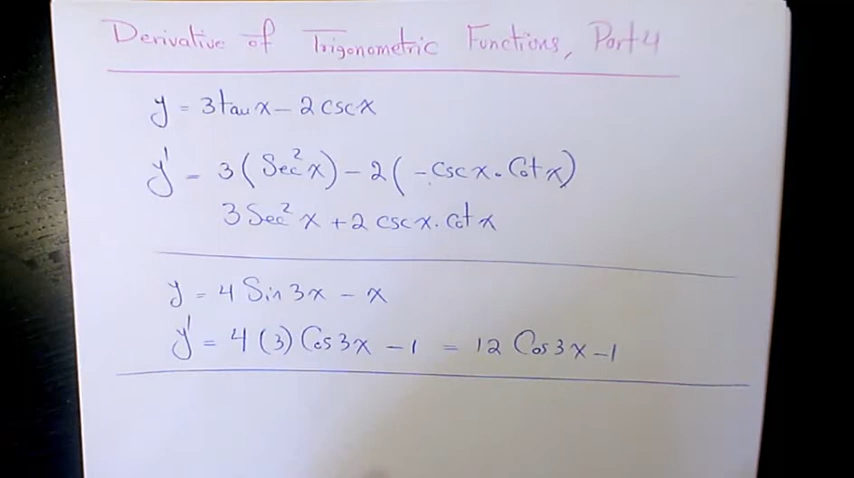 Derivative of Trigonometric Functions, Part 4
y = 3 tan x - 2 csc x
y' = 3 (Sec² x) - 2 (-csc x . Cot x)
3 Sec² x + 2 csc x . Cot x
y = 4 Sin 3x - x
y' = 4 (3) Cos 3x - 1 = 12 Cos 3x - 1